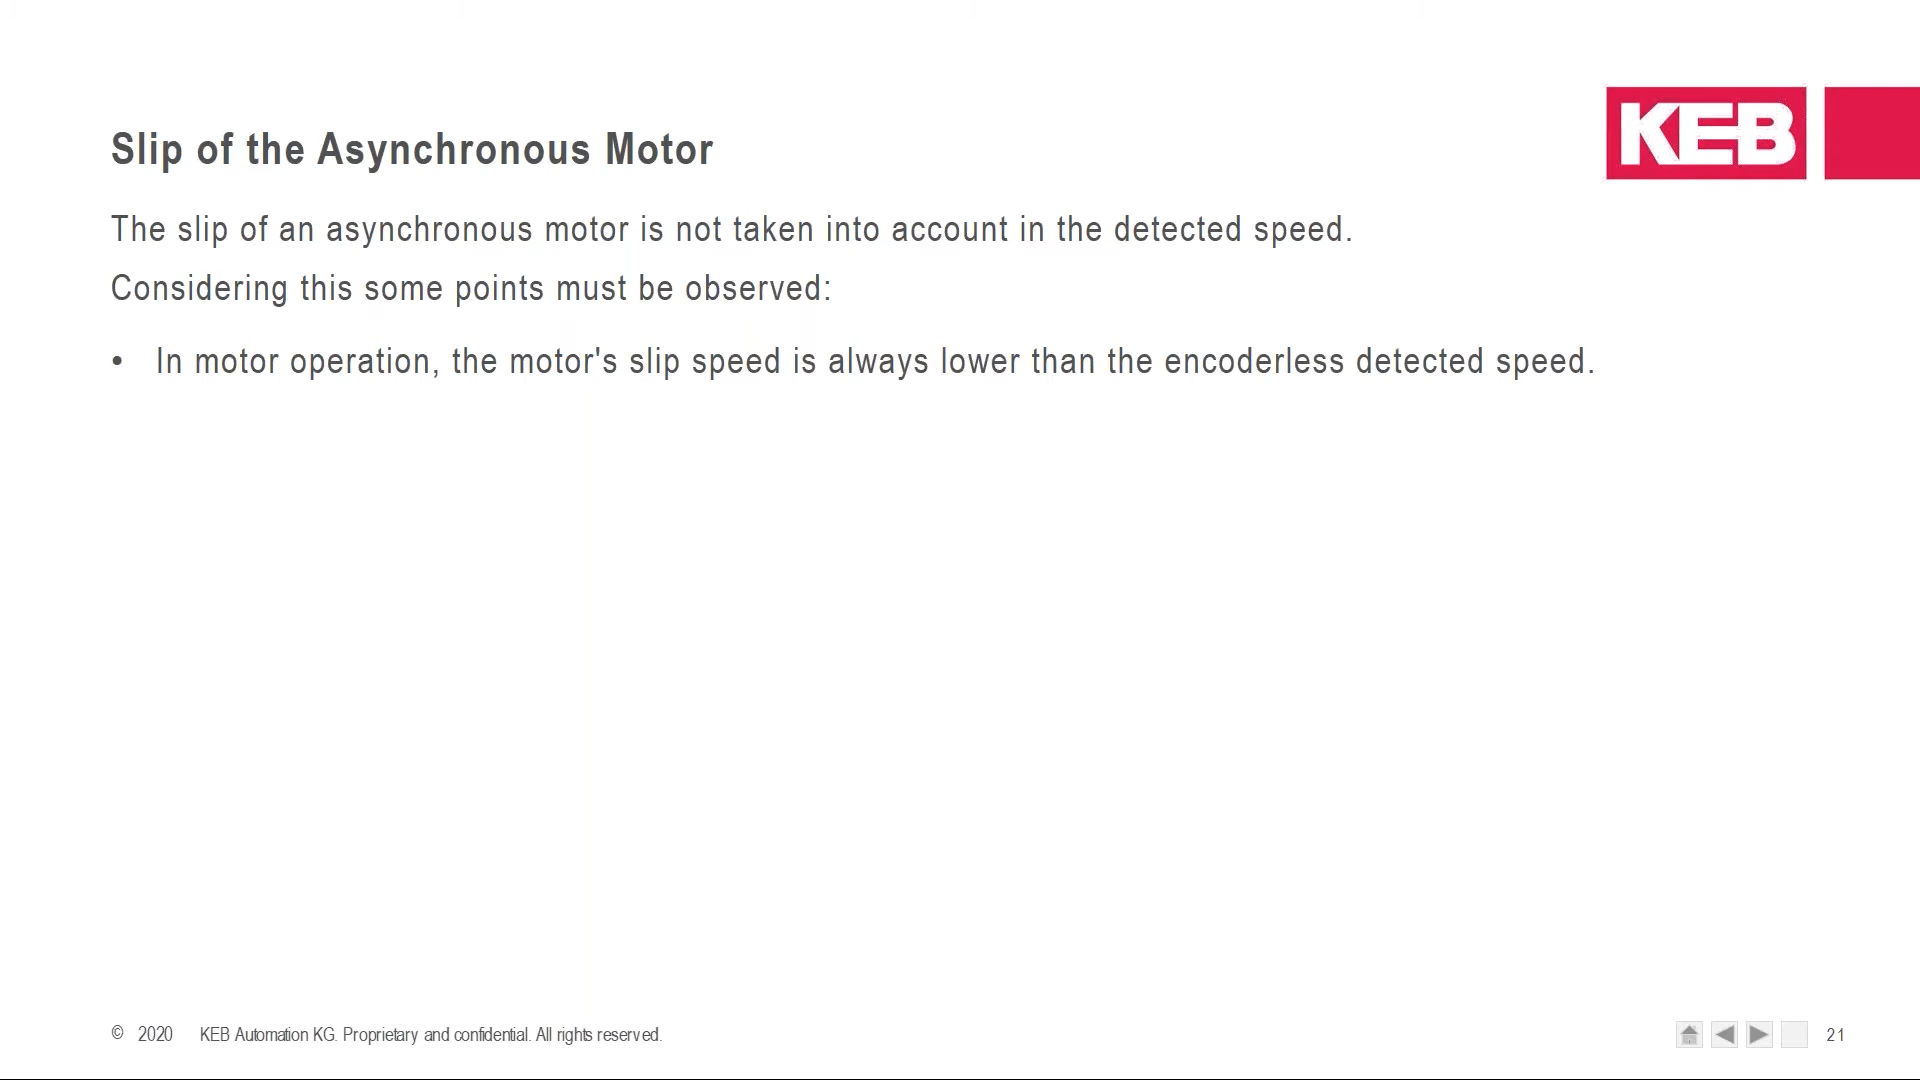 KEB
Slip of the Asynchronous Motor
The slip of an asynchronous motor is not taken into account in the detected speed.
Considering this some points must be observed:
• In motor operation, the motor's slip speed is always lower than the encoderless detected speed.
© 2020 KEB Automation KG. Proprietary and confidential. All rights reserved.
21